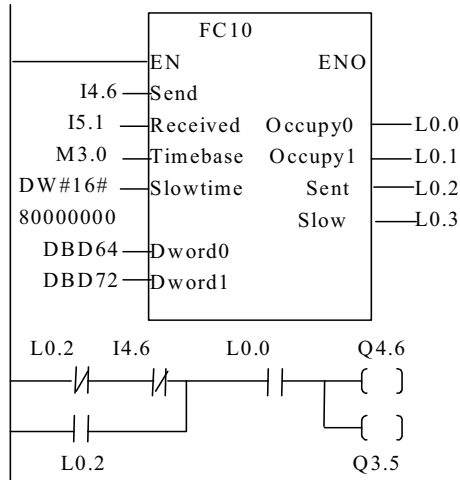 FC10
EN ENO
I4.6 Send
I5.1 Received Occupy0 L0.0
M3.0 Timebase Occupy1 L0.1
DW#16# Slowtime Sent L0.2
80000000 Slow L0.3
DBD64 Dword0
DBD72 Dword1
L0.2 I4.6 L0.0 Q4.6
L0.2 Q3.5